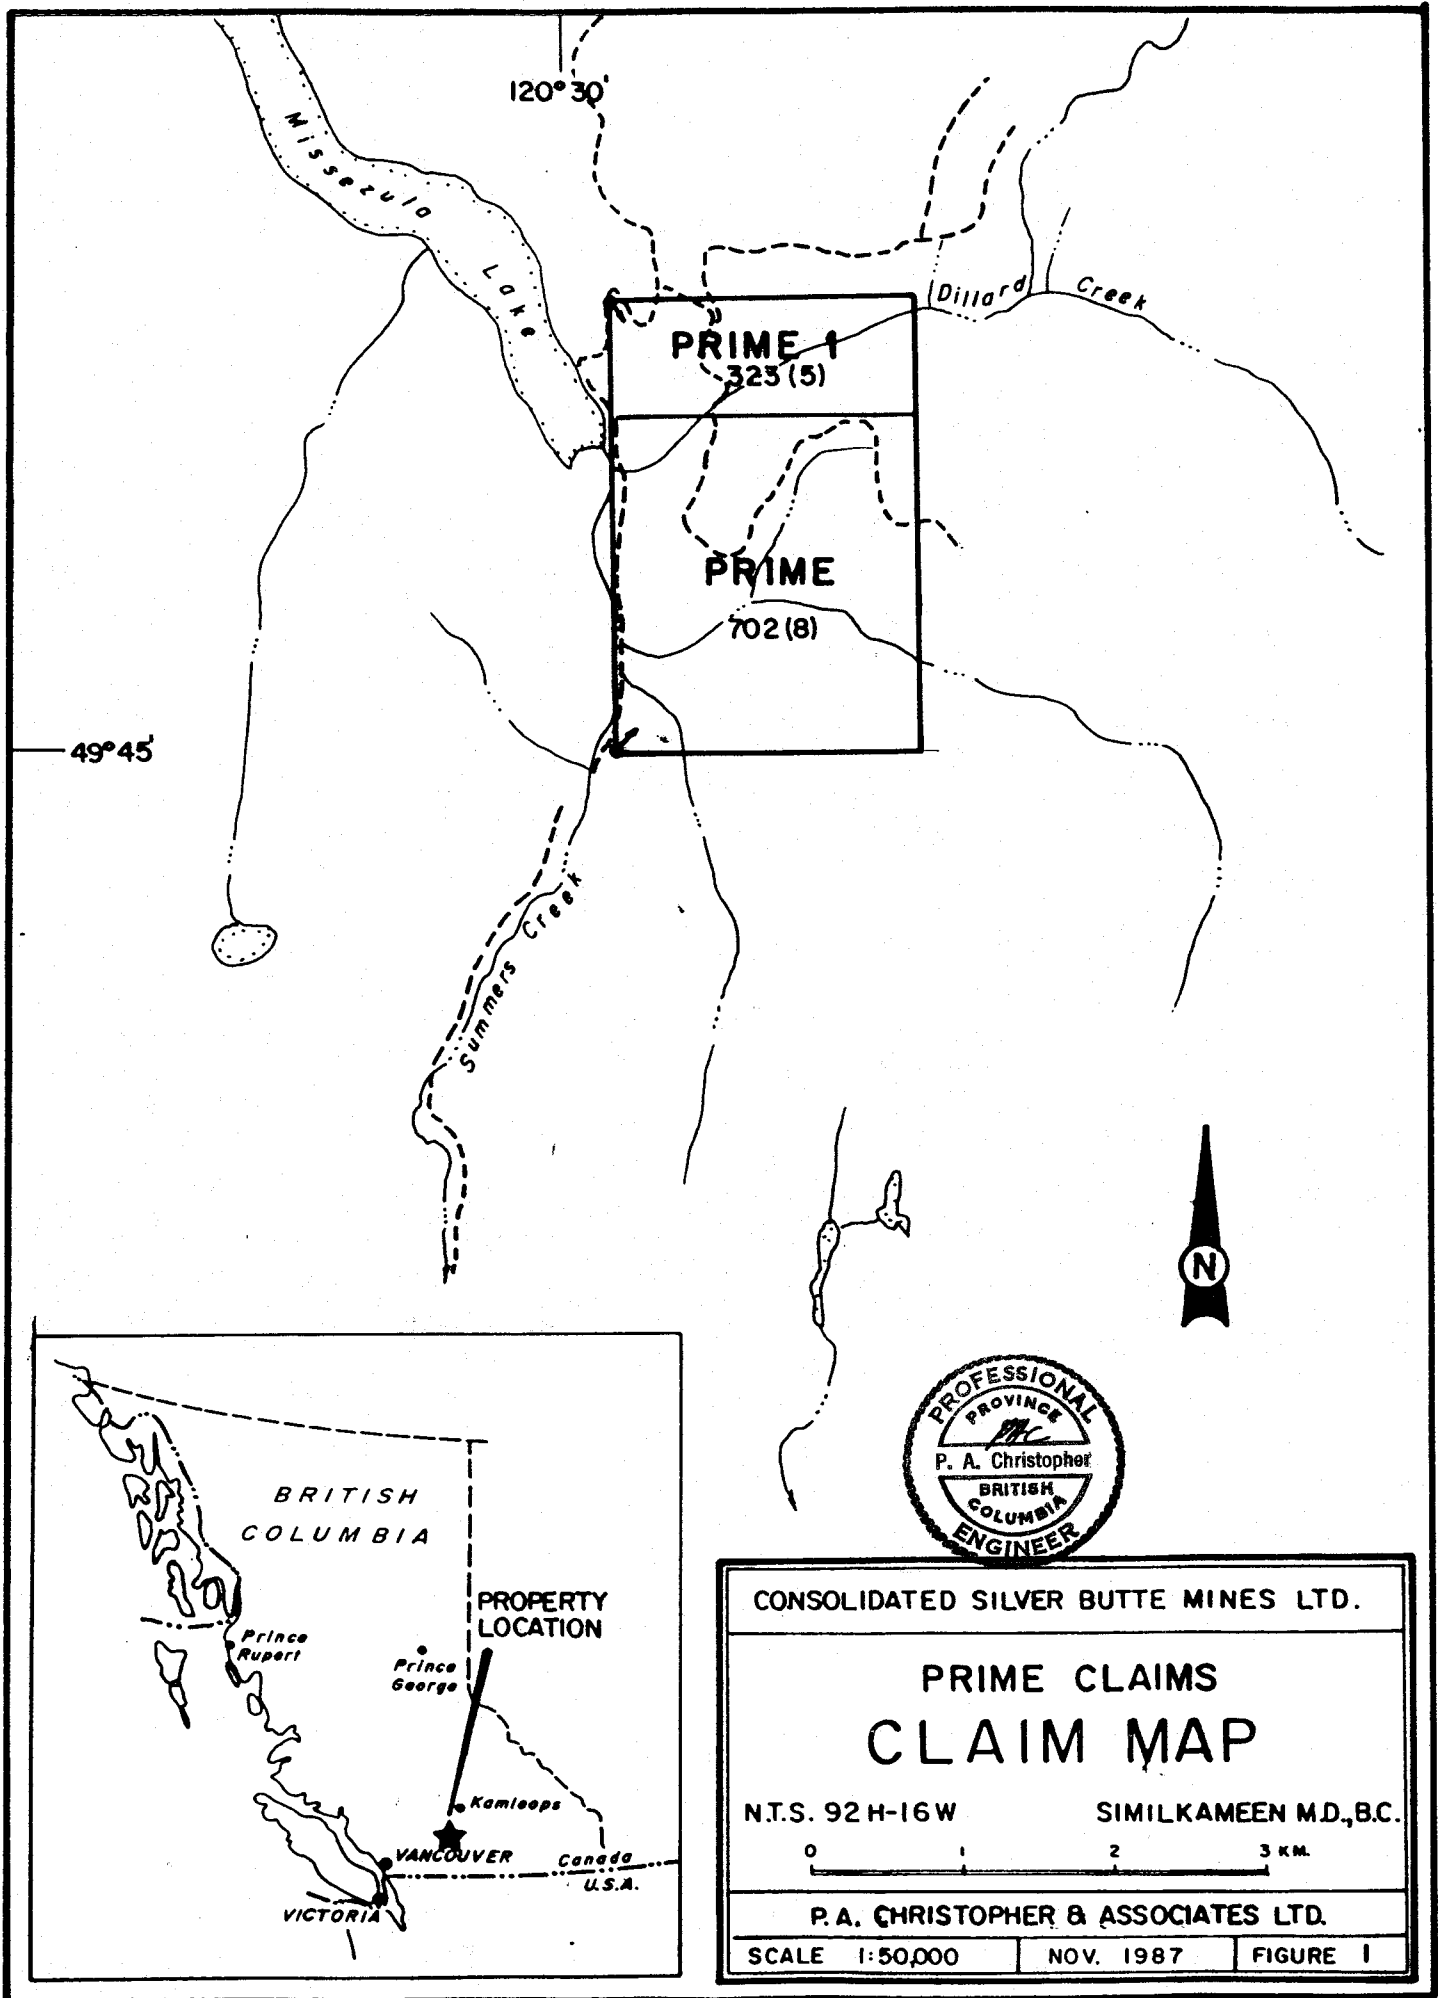 120°30'
Missezula
Lake
Dillard Creek
PRIME 1
323 (5)
PRIME
702 (8)
49°45'
Summers Creek
N
BRITISH
COLUMBIA
PROPERTY
LOCATION
Prince
Rupert
Prince
George
Kamloops
VANCOUVER
Canada
U.S.A.
VICTORIA
PROFESSIONAL
PROVINCE
P. A. Christopher
BRITISH
COLUMBIA
ENGINEER
CONSOLIDATED SILVER BUTTE MINES LTD.
PRIME CLAIMS
CLAIM MAP
N.T.S. 92 H-16 W SIMILKAMEEN M.D.,B.C.
0 1 2 3 KM.
P. A. CHRISTOPHER & ASSOCIATES LTD.
SCALE 1:50,000 NOV. 1987 FIGURE 1